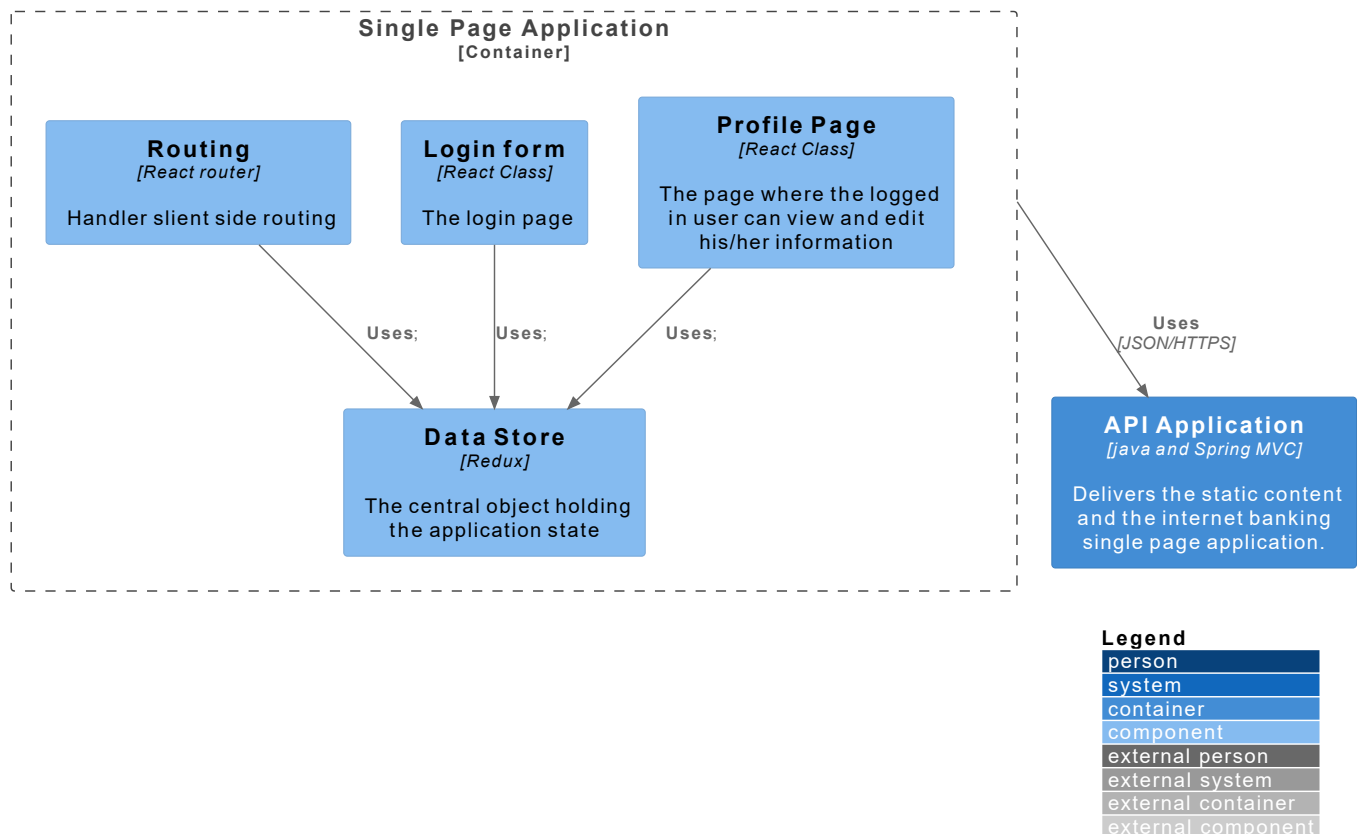 Single Page Application
[Container]
Routing
[React router]
Handler slient side routing
Login form
[React Class]
The login page
Profile Page
[React Class]
The page where the logged
in user can view and edit
his/her information
Uses;
Uses;
Uses;
Uses
[JSON/HTTPS]
Data Store
[Redux]
The central object holding
the application state
API Application
[java and Spring MVC]
Delivers the static content
and the internet banking
single page application.
Legend
person
system
container
component
external person
external system
external container
external component